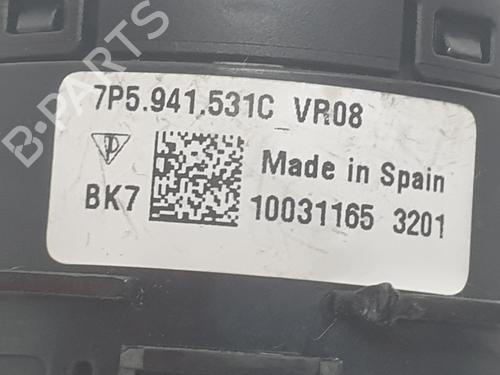 B-PARTS
7P5.941.531C VR08
Made in Spain
BK7
10031165 3201